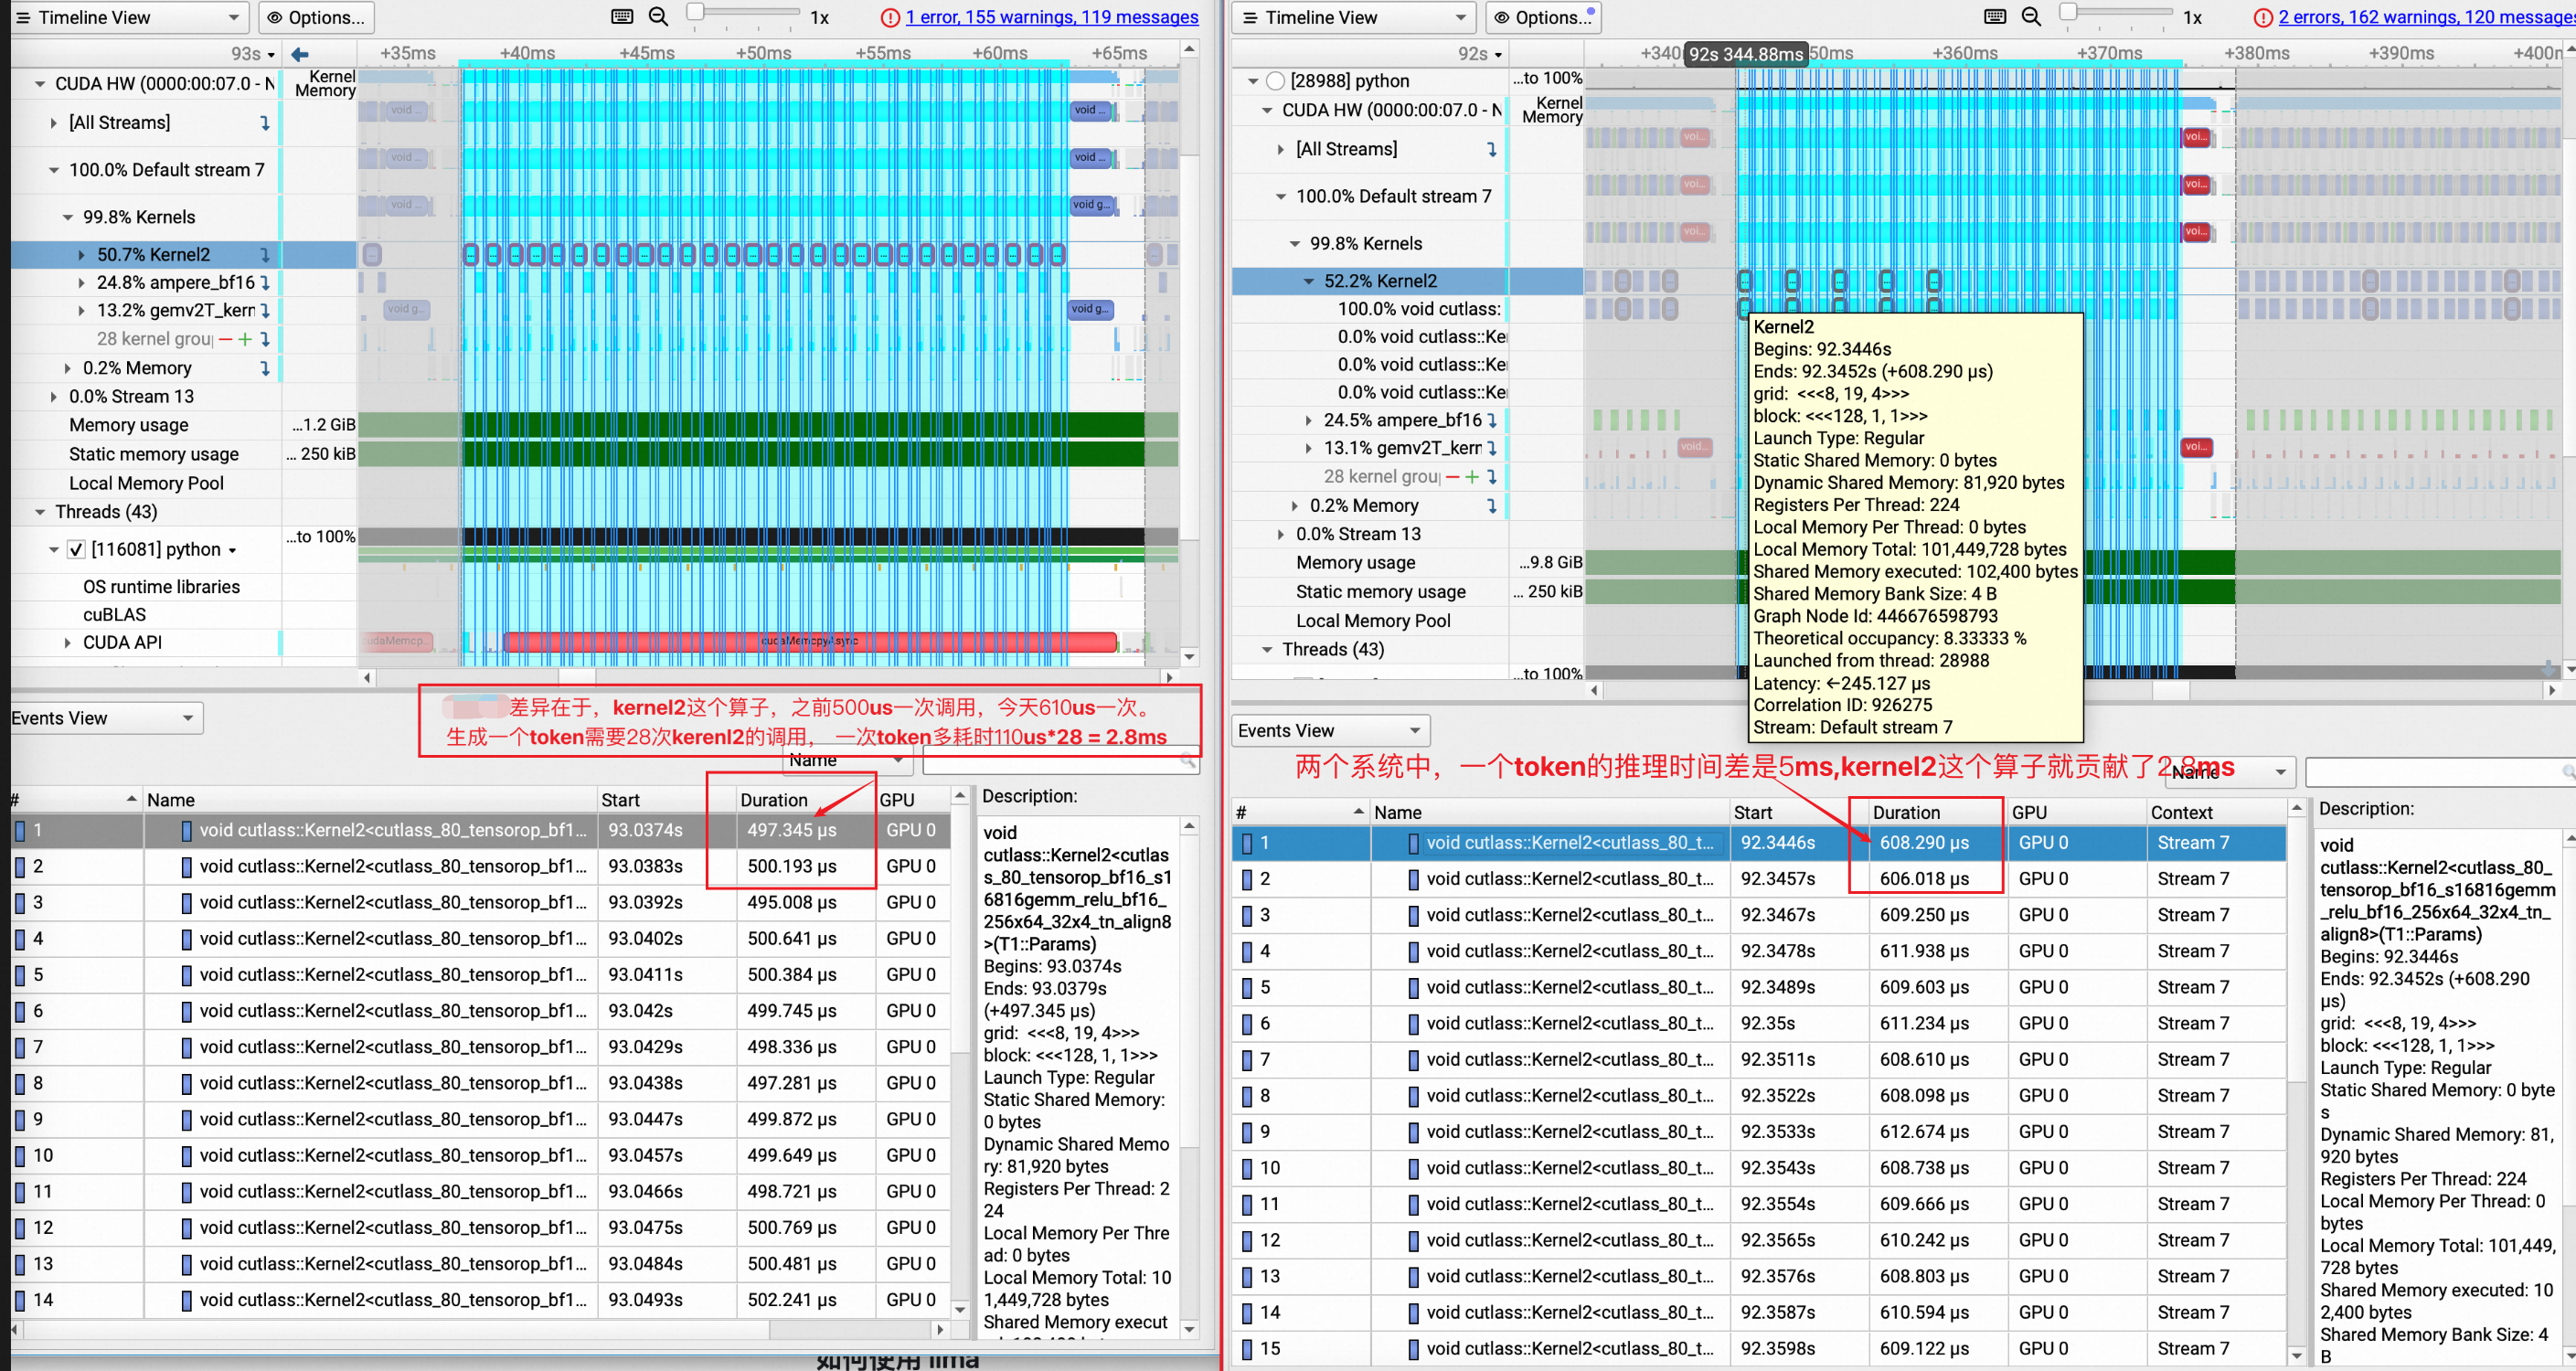 Timeline View
Options...
1x
1 error, 155 warnings, 119 messages
93s
+35ms +40ms +45ms +50ms +55ms +60ms +65ms
CUDA HW (0000:00:07.0 - N
Kernel
Memory
[All Streams]
void ...
void ...
100.0% Default stream 7
void ...
void ...
99.8% Kernels
void ...
void g...
50.7% Kernel2
24.8% ampere_bf16
13.2% gemv2T_kern
void g...
void g...
28 kernel grou
0.2% Memory
0.0% Stream 13
Memory usage
...1.2 GiB
Static memory usage
... 250 kiB
Local Memory Pool
Threads (43)
[116081] python
...to 100%
OS runtime libraries
cuBLAS
CUDA API
cudaMemcp...
cudaMemcpyAsync
差异在于，kernel2这个算子，之前500us一次调用，今天610us一次。
生成一个token需要28次kerenl2的调用， 一次token多耗时110us*28 = 2.8ms
Events View
Name
# Name Start Duration GPU
1 void cutlass::Kernel2<cutlass_80_tensorop_bf1... 93.0374s 497.345 µs GPU 0
2 void cutlass::Kernel2<cutlass_80_tensorop_bf1... 93.0383s 500.193 µs GPU 0
3 void cutlass::Kernel2<cutlass_80_tensorop_bf1... 93.0392s 495.008 µs GPU 0
4 void cutlass::Kernel2<cutlass_80_tensorop_bf1... 93.0402s 500.641 µs GPU 0
5 void cutlass::Kernel2<cutlass_80_tensorop_bf1... 93.0411s 500.384 µs GPU 0
6 void cutlass::Kernel2<cutlass_80_tensorop_bf1... 93.042s 499.745 µs GPU 0
7 void cutlass::Kernel2<cutlass_80_tensorop_bf1... 93.0429s 498.336 µs GPU 0
8 void cutlass::Kernel2<cutlass_80_tensorop_bf1... 93.0438s 497.281 µs GPU 0
9 void cutlass::Kernel2<cutlass_80_tensorop_bf1... 93.0447s 499.872 µs GPU 0
10 void cutlass::Kernel2<cutlass_80_tensorop_bf1... 93.0457s 499.649 µs GPU 0
11 void cutlass::Kernel2<cutlass_80_tensorop_bf1... 93.0466s 498.721 µs GPU 0
12 void cutlass::Kernel2<cutlass_80_tensorop_bf1... 93.0475s 500.769 µs GPU 0
13 void cutlass::Kernel2<cutlass_80_tensorop_bf1... 93.0484s 500.481 µs GPU 0
14 void cutlass::Kernel2<cutlass_80_tensorop_bf1... 93.0493s 502.241 µs GPU 0
Description:
void
cutlass::Kernel2<cutlas
s_80_tensorop_bf16_s1
6816gemm_relu_bf16_
256x64_32x4_tn_align8
>(T1::Params)
Begins: 93.0374s
Ends: 93.0379s
(+497.345 µs)
grid: <<<8, 19, 4>>>
block: <<<128, 1, 1>>>
Launch Type: Regular
Static Shared Memory:
0 bytes
Dynamic Shared Memo
ry: 81,920 bytes
Registers Per Thread: 2
24
Local Memory Per Thre
ad: 0 bytes
Local Memory Total: 10
1,449,728 bytes
Shared Memory execut
如何使用
Timeline View
Options...
1x
2 errors, 162 warnings, 120 messages
92s
+340 92s 344.88ms 50ms +360ms +370ms +380ms +390ms +400m
[28988] python
...to 100%
CUDA HW (0000:00:07.0 - N
Kernel
Memory
[All Streams]
voi...
voi...
100.0% Default stream 7
voi...
voi...
99.8% Kernels
voi...
voi...
52.2% Kernel2
100.0% void cutlass:
0.0% void cutlass::Ke
0.0% void cutlass::Ke
0.0% void cutlass::Ke
24.5% ampere_bf16
13.1% gemv2T_kern
void...
voi...
28 kernel grou
0.2% Memory
0.0% Stream 13
Memory usage
...9.8 GiB
Static memory usage
... 250 kiB
Local Memory Pool
Threads (43)
...to 100%
Kernel2
Begins: 92.3446s
Ends: 92.3452s (+608.290 µs)
grid: <<<8, 19, 4>>>
block: <<<128, 1, 1>>>
Launch Type: Regular
Static Shared Memory: 0 bytes
Dynamic Shared Memory: 81,920 bytes
Registers Per Thread: 224
Local Memory Per Thread: 0 bytes
Local Memory Total: 101,449,728 bytes
Shared Memory executed: 102,400 bytes
Shared Memory Bank Size: 4 B
Graph Node Id: 446676598793
Theoretical occupancy: 8.33333 %
Launched from thread: 28988
Latency: ←245.127 µs
Correlation ID: 926275
Stream: Default stream 7
Events View
两个系统中，一个token的推理时间差是5ms,kernel2这个算子就贡献了2.8ms
Name
# Name Start Duration GPU Context
1 void cutlass::Kernel2<cutlass_80_t... 92.3446s 608.290 µs GPU 0 Stream 7
2 void cutlass::Kernel2<cutlass_80_t... 92.3457s 606.018 µs GPU 0 Stream 7
3 void cutlass::Kernel2<cutlass_80_t... 92.3467s 609.250 µs GPU 0 Stream 7
4 void cutlass::Kernel2<cutlass_80_t... 92.3478s 611.938 µs GPU 0 Stream 7
5 void cutlass::Kernel2<cutlass_80_t... 92.3489s 609.603 µs GPU 0 Stream 7
6 void cutlass::Kernel2<cutlass_80_t... 92.35s 611.234 µs GPU 0 Stream 7
7 void cutlass::Kernel2<cutlass_80_t... 92.3511s 608.610 µs GPU 0 Stream 7
8 void cutlass::Kernel2<cutlass_80_t... 92.3522s 608.098 µs GPU 0 Stream 7
9 void cutlass::Kernel2<cutlass_80_t... 92.3533s 612.674 µs GPU 0 Stream 7
10 void cutlass::Kernel2<cutlass_80_t... 92.3543s 608.738 µs GPU 0 Stream 7
11 void cutlass::Kernel2<cutlass_80_t... 92.3554s 609.666 µs GPU 0 Stream 7
12 void cutlass::Kernel2<cutlass_80_t... 92.3565s 610.242 µs GPU 0 Stream 7
13 void cutlass::Kernel2<cutlass_80_t... 92.3576s 608.803 µs GPU 0 Stream 7
14 void cutlass::Kernel2<cutlass_80_t... 92.3587s 610.594 µs GPU 0 Stream 7
15 void cutlass::Kernel2<cutlass_80_t... 92.3598s 609.122 µs GPU 0 Stream 7
Description:
void
cutlass::Kernel2<cutlass_80_
tensorop_bf16_s16816gemm
_relu_bf16_256x64_32x4_tn_
align8>(T1::Params)
Begins: 92.3446s
Ends: 92.3452s (+608.290
µs)
grid: <<<8, 19, 4>>>
block: <<<128, 1, 1>>>
Launch Type: Regular
Static Shared Memory: 0 byte
s
Dynamic Shared Memory: 81,
920 bytes
Registers Per Thread: 224
Local Memory Per Thread: 0
bytes
Local Memory Total: 101,449,
728 bytes
Shared Memory executed: 10
2,400 bytes
Shared Memory Bank Size: 4
B